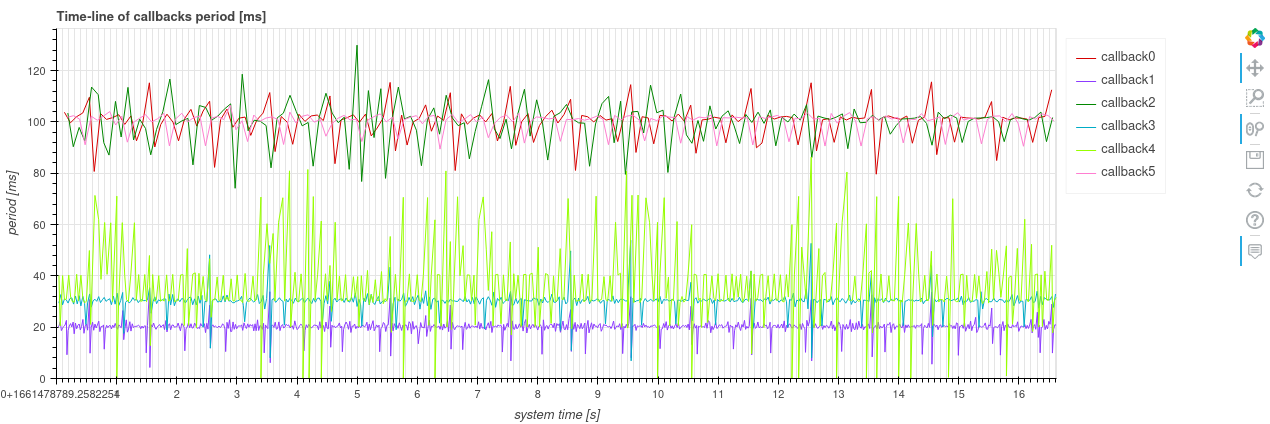 Time-line of callbacks period [ms]
120
100
80
60
40
20
0
period [ms]
0+1661478789.2582251
1 2 3 4 5 6 7 8 9 10 11 12 13 14 15 16
system time [s]
callback0
callback1
callback2
callback3
callback4
callback5